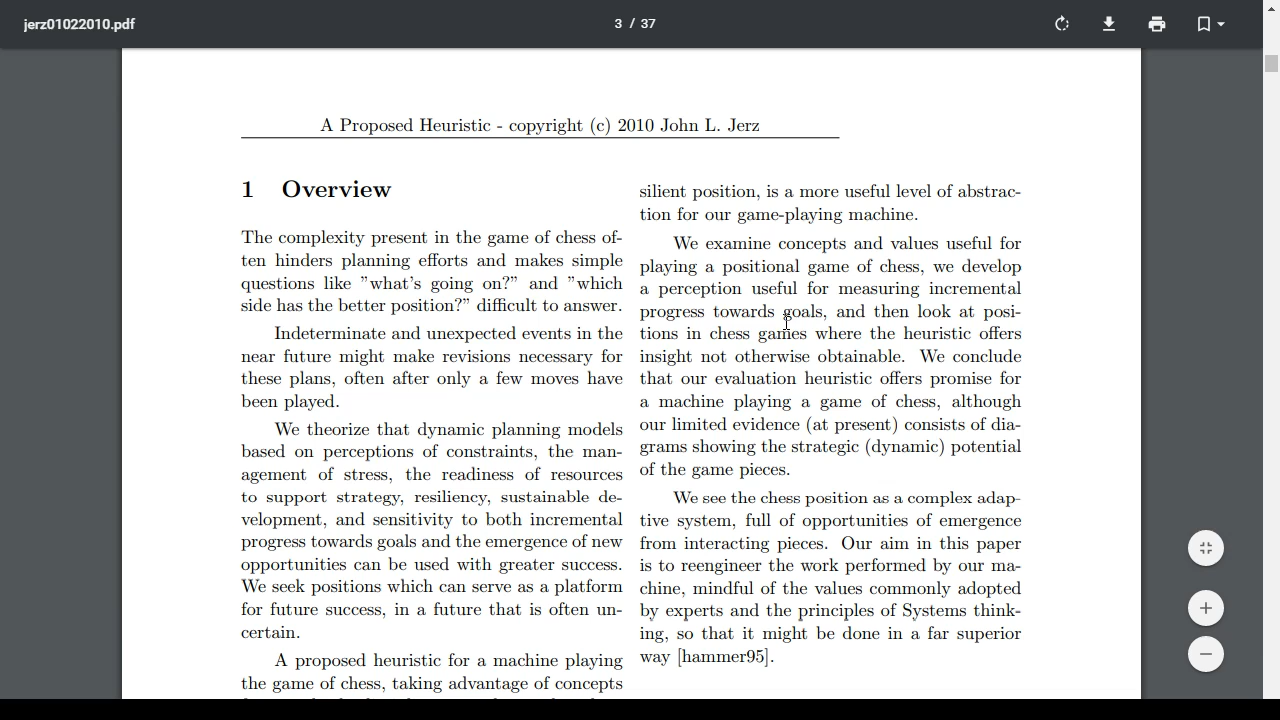 jerz01022010.pdf
3 / 37
A Proposed Heuristic - copyright (c) 2010 John L. Jerz
1 Overview
The complexity present in the game of chess of-
ten hinders planning efforts and makes simple
questions like ”what's going on?” and ”which
side has the better position?” difficult to answer.
Indeterminate and unexpected events in the
near future might make revisions necessary for
these plans, often after only a few moves have
been played.
We theorize that dynamic planning models
based on perceptions of constraints, the man-
agement of stress, the readiness of resources
to support strategy, resiliency, sustainable de-
velopment, and sensitivity to both incremental
progress towards goals and the emergence of new
opportunities can be used with greater success.
We seek positions which can serve as a platform
for future success, in a future that is often un-
certain.
A proposed heuristic for a machine playing
the game of chess, taking advantage of concepts
silient position, is a more useful level of abstrac-
tion for our game-playing machine.
We examine concepts and values useful for
playing a positional game of chess, we develop
a perception useful for measuring incremental
progress towards goals, and then look at posi-
tions in chess games where the heuristic offers
insight not otherwise obtainable. We conclude
that our evaluation heuristic offers promise for
a machine playing a game of chess, although
our limited evidence (at present) consists of dia-
grams showing the strategic (dynamic) potential
of the game pieces.
We see the chess position as a complex adap-
tive system, full of opportunities of emergence
from interacting pieces. Our aim in this paper
is to reengineer the work performed by our ma-
chine, mindful of the values commonly adopted
by experts and the principles of Systems think-
ing, so that it might be done in a far superior
way [hammer95].